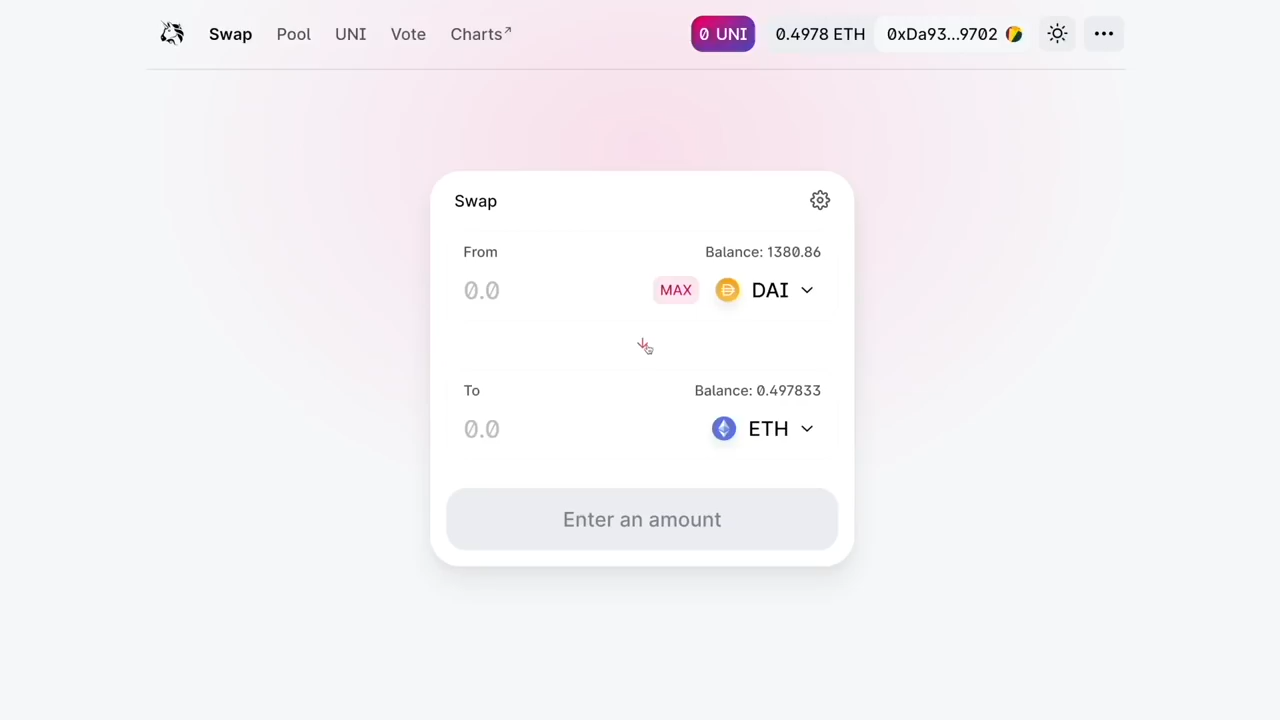 Swap Pool UNI Vote Charts↗ 0 UNI 0.4978 ETH 0xDa93...9702
Swap
From Balance: 1380.86
0.0 MAX DAI
To Balance: 0.497833
0.0 ETH
Enter an amount